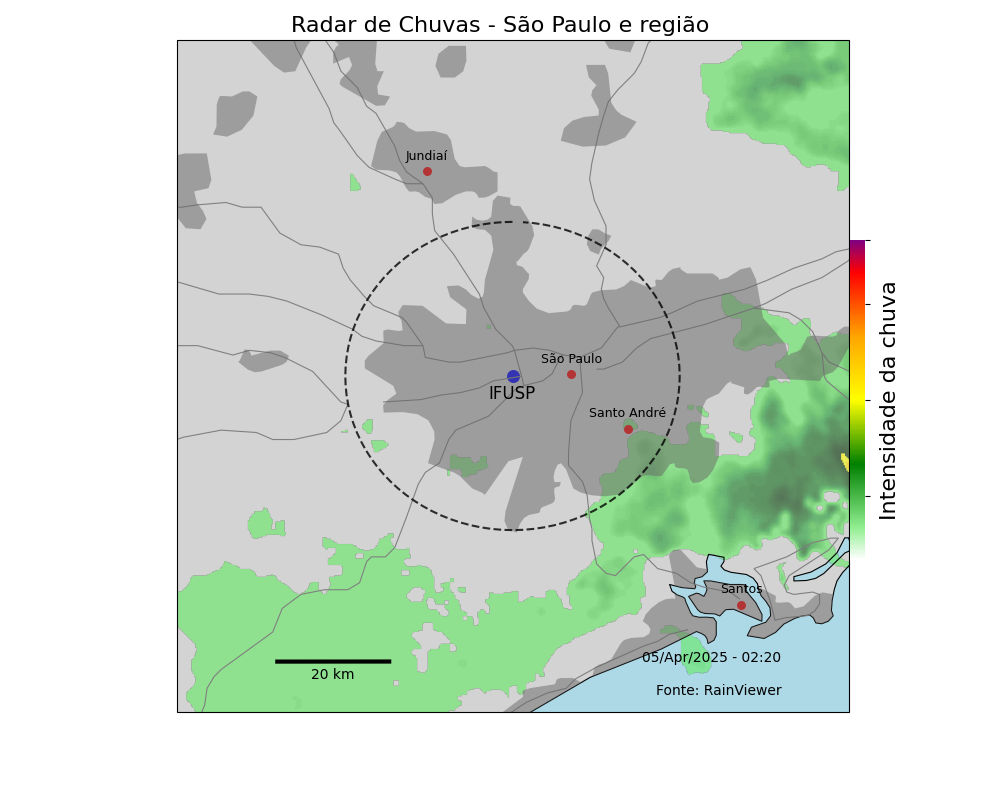 Radar de Chuvas - São Paulo e região
Jundiaí
São Paulo
IFUSP
Santo André
Intensidade da chuva
Santos
05/Apr/2025 - 02:20
20 km
Fonte: RainViewer